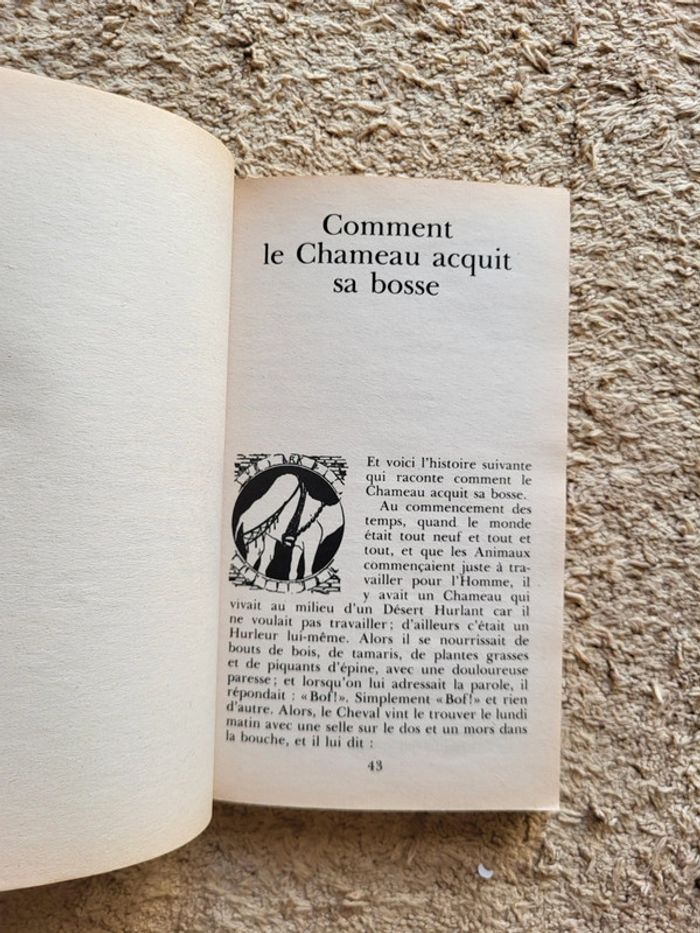 Comment
le Chameau acquit
sa bosse
Et voici l'histoire suivante
qui raconte comment le
Chameau acquit sa bosse.
Au commencement des
temps, quand le monde
était tout neuf et tout et
tout, et que les Animaux
commençaient juste à tra-
vailler pour l'Homme, il
y avait un Chameau qui
vivait au milieu d'un Désert Hurlant car il
ne voulait pas travailler; d'ailleurs c'était un
Hurleur lui-même. Alors il se nourrissait de
bouts de bois, de tamaris, de plantes grasses
et de piquants d'épine, avec une douloureuse
paresse; et lorsqu'on lui adressait la parole, il
répondait : «Bof!». Simplement «Bof!» et rien
d'autre. Alors, le Cheval vint le trouver le lundi
matin avec une selle sur le dos et un mors dans
la bouche, et il lui dit :
43